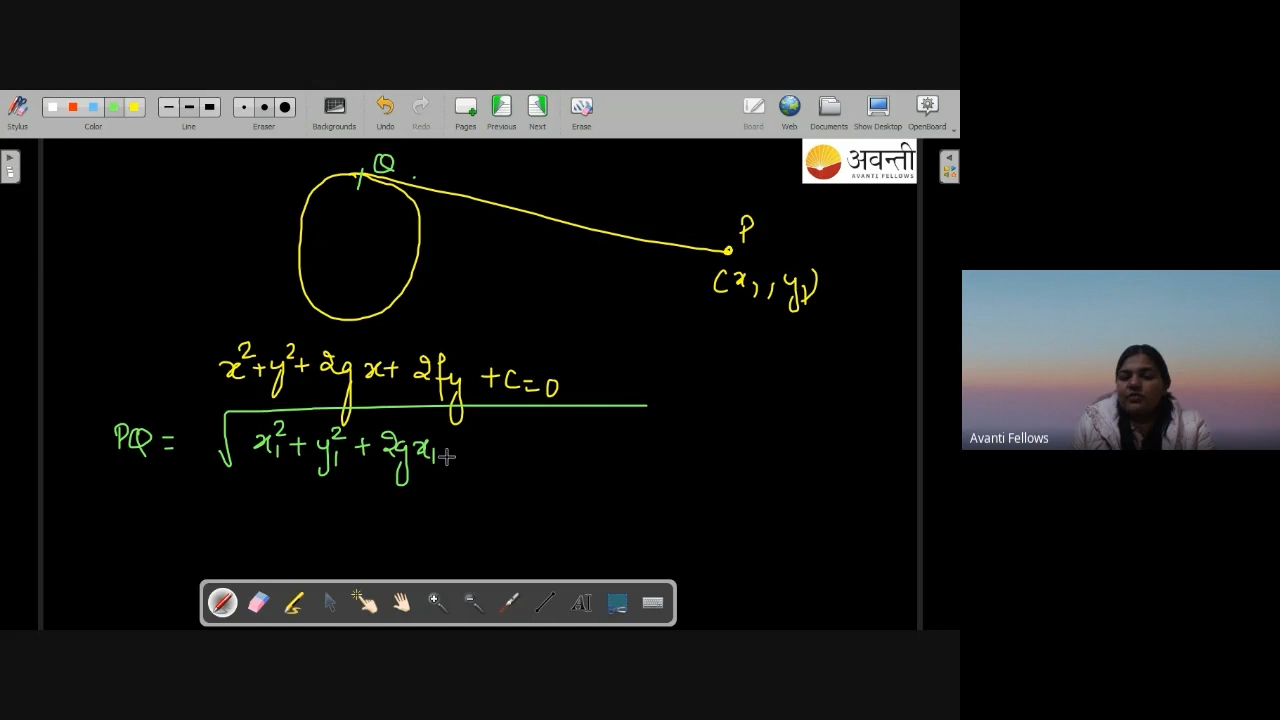 Stylus
Color
Line
Eraser
Backgrounds
Undo
Redo
Pages
Previous
Next
Erase
Board
Web
Documents
Show Desktop
OpenBoard
अवन्ती
AVANTI FELLOWS
Q
P
(x₁, y₁)
x² + y² + 2gx + 2fy + c = 0
PQ = √x₁² + y₁² + 2gx₁ +
AI
Avanti Fellows